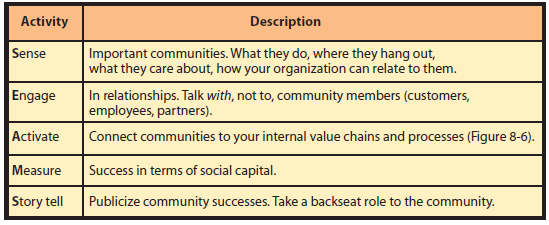 Activity Description
Sense Important communities. What they do, where they hang out,
what they care about, how your organization can relate to them.
Engage In relationships. Talk with, not to, community members (customers,
employees, partners).
Activate Connect communities to your internal value chains and processes (Figure 8-6).
Measure Success in terms of social capital.
Story tell Publicize community successes. Take a backseat role to the community.